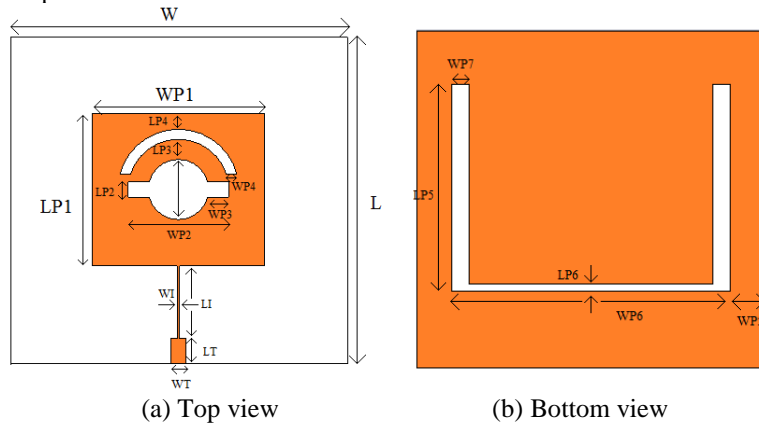 W
WP1
LP4
LP3
LP2
WP4
LP1
WP3
WP2
L
WI
LI
LT
WT
(a) Top view
WP7
LP5
LP6
WP6
(b) Bottom view